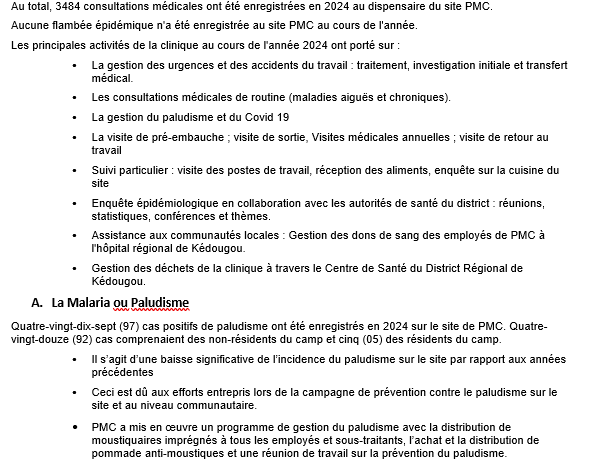 Au total, 3484 consultations médicales ont été enregistrées en 2024 au dispensaire du site PMC.
Aucune flambée épidémique n'a été enregistrée au site PMC au cours de l'année.
Les principales activités de la clinique au cours de l'année 2024 ont porté sur :
• La gestion des urgences et des accidents du travail : traitement, investigation initiale et transfert
médical.
• Les consultations médicales de routine (maladies aiguës et chroniques).
• La gestion du paludisme et du Covid 19
• La visite de pré-embauche ; visite de sortie, Visites médicales annuelles ; visite de retour au
travail
• Suivi particulier : visite des postes de travail, réception des aliments, enquête sur la cuisine du
site
• Enquête épidémiologique en collaboration avec les autorités de santé du district : réunions,
statistiques, conférences et thèmes.
• Assistance aux communautés locales : Gestion des dons de sang des employés de PMC à
l'hôpital régional de Kédougou.
• Gestion des déchets de la clinique à travers le Centre de Santé du District Régional de
Kédougou.
A. La Malaria ou Paludisme
Quatre-vingt-dix-sept (97) cas positifs de paludisme ont été enregistrés en 2024 sur le site de PMC. Quatre-
vingt-douze (92) cas comprenaient des non-résidents du camp et cinq (05) des résidents du camp.
• Il s'agit d'une baisse significative de l'incidence du paludisme sur le site par rapport aux années
précédentes
• Ceci est dû aux efforts entrepris lors de la campagne de prévention contre le paludisme sur le
site et au niveau communautaire.
• PMC a mis en œuvre un programme de gestion du paludisme avec la distribution de
moustiquaires imprégnés à tous les employés et sous-traitants, l'achat et la distribution de
pommade anti-moustiques et une réunion de travail sur la prévention du paludisme.